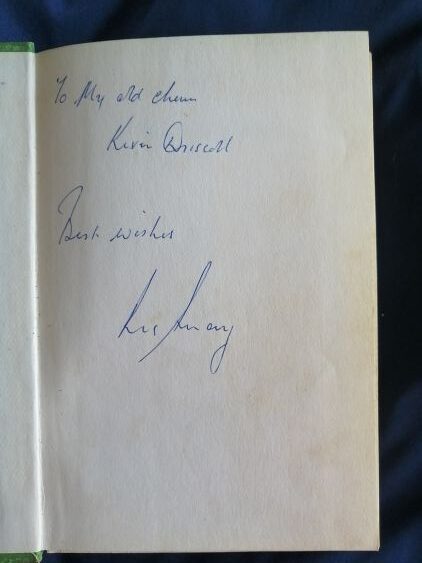 To My old chum
Kevin Driscoll
Best wishes